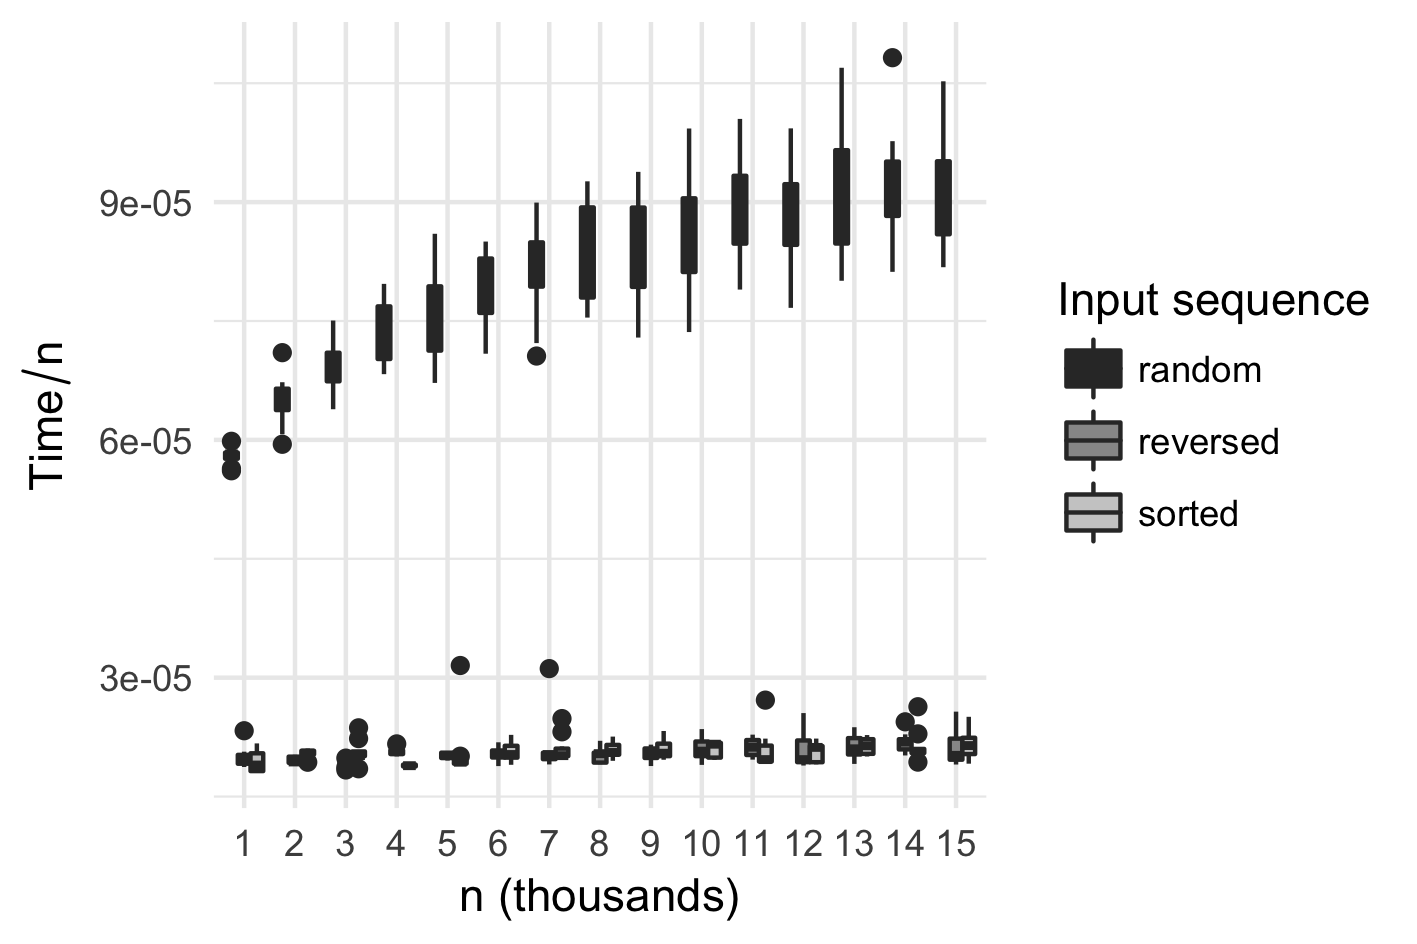 9e-05
6e-05
3e-05
Time/n
1 2 3 4 5 6 7 8 9 10 11 12 13 14 15
n (thousands)
Input sequence
random
reversed
sorted